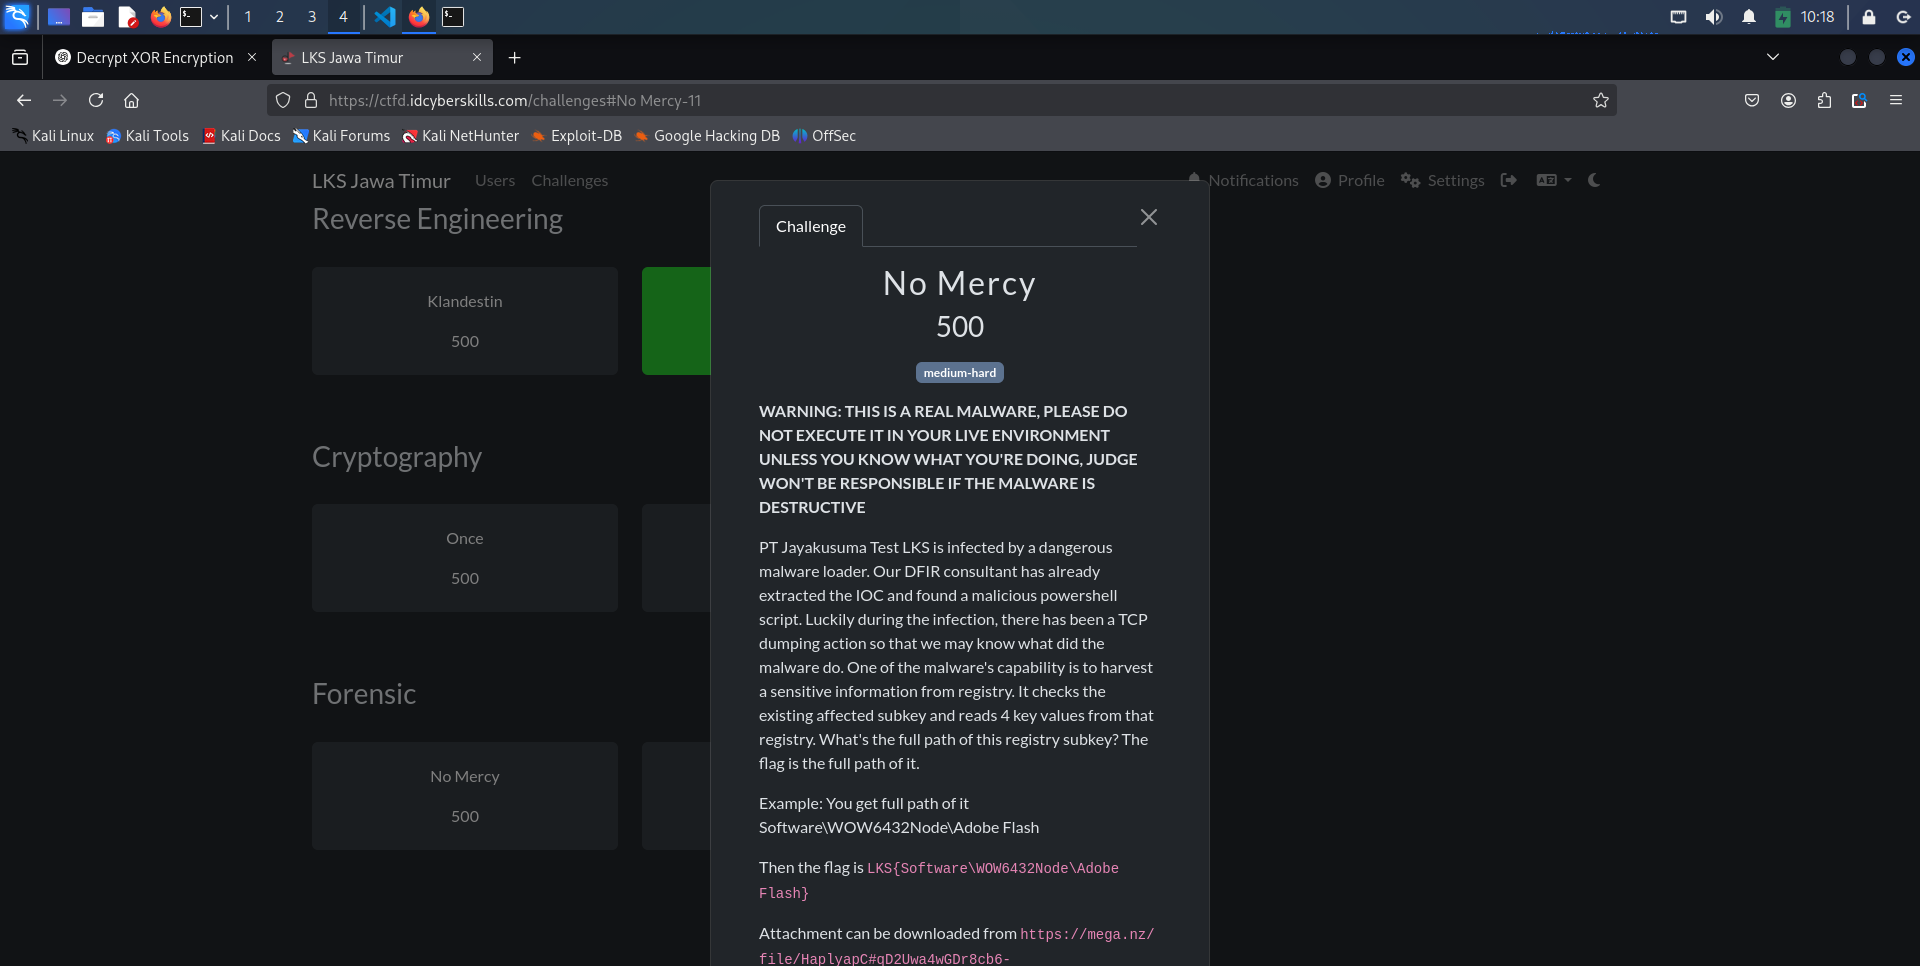 1 2 3 4 10:18
Decrypt XOR Encryption LKS Jawa Timur
https://ctfd.idcyberskills.com/challenges#No Mercy-11
Kali Linux Kali Tools Kali Docs Kali Forums Kali NetHunter Exploit-DB Google Hacking DB OffSec
LKS Jawa Timur Users Challenges Notifications Profile Settings
Reverse Engineering
Klandestin
500
Cryptography
Once
500
Forensic
No Mercy
500
Challenge
No Mercy
500
medium-hard
WARNING: THIS IS A REAL MALWARE, PLEASE DO
NOT EXECUTE IT IN YOUR LIVE ENVIRONMENT
UNLESS YOU KNOW WHAT YOU'RE DOING, JUDGE
WON'T BE RESPONSIBLE IF THE MALWARE IS
DESTRUCTIVE
PT Jayakusuma Test LKS is infected by a dangerous
malware loader. Our DFIR consultant has already
extracted the IOC and found a malicious powershell
script. Luckily during the infection, there has been a TCP
dumping action so that we may know what did the
malware do. One of the malware's capability is to harvest
a sensitive information from registry. It checks the
existing affected subkey and reads 4 key values from that
registry. What's the full path of this registry subkey? The
flag is the full path of it.
Example: You get full path of it
Software\WOW6432Node\Adobe Flash
Then the flag is LKS{Software\WOW6432Node\Adobe
Flash}
Attachment can be downloaded from https://mega.nz/
file/HaplyapC#qD2Uwa4wGDr8cb6-